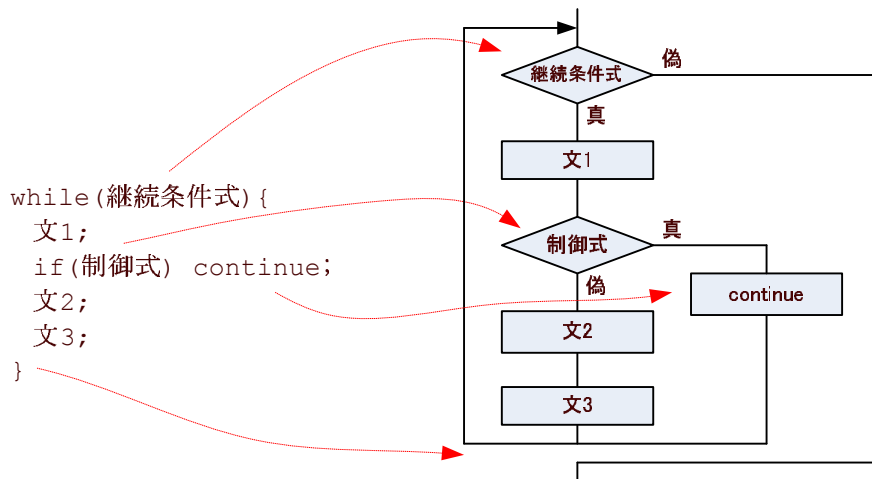 while(継続条件式){
文1;
if(制御式) continue;
文2;
文3;
}
継続条件式
偽
真
文1
制御式
真
偽
continue
文2
文3